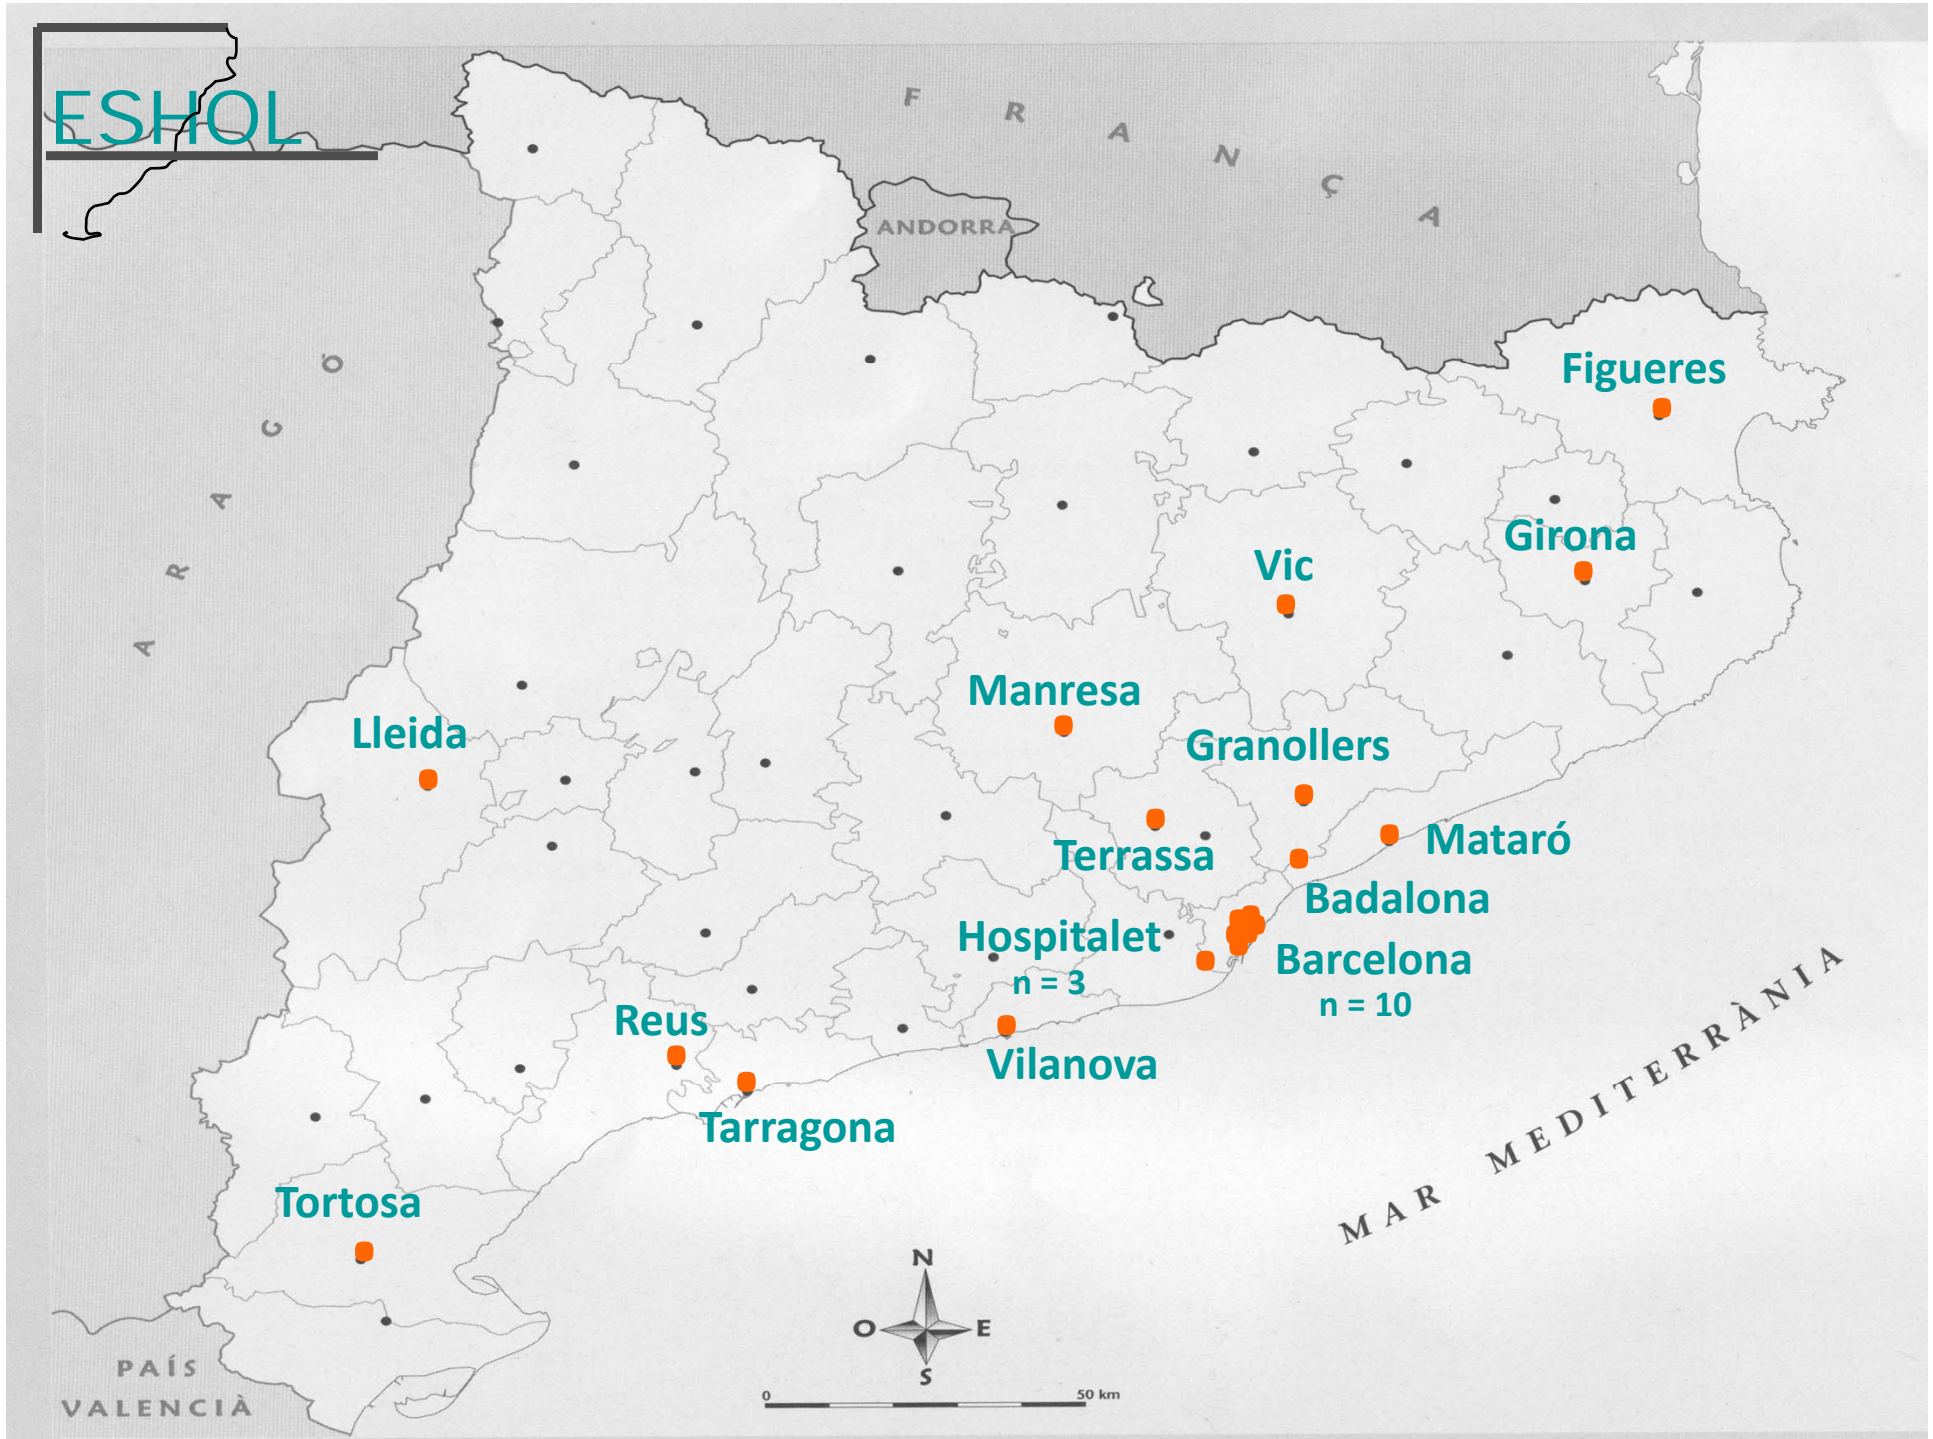 ESHOL
F R A N Ç A
ANDORRA
A R A G Ó
Figueres
Girona
Vic
Manresa
Lleida
Granollers
Mataró
Terrassa
Badalona
Hospitalet
n = 3
Barcelona
n = 10
Reus
Vilanova
Tarragona
MAR MEDITERRÀNIA
Tortosa
N
O E
S
0 50 km
PAÍS
VALENCIÀ